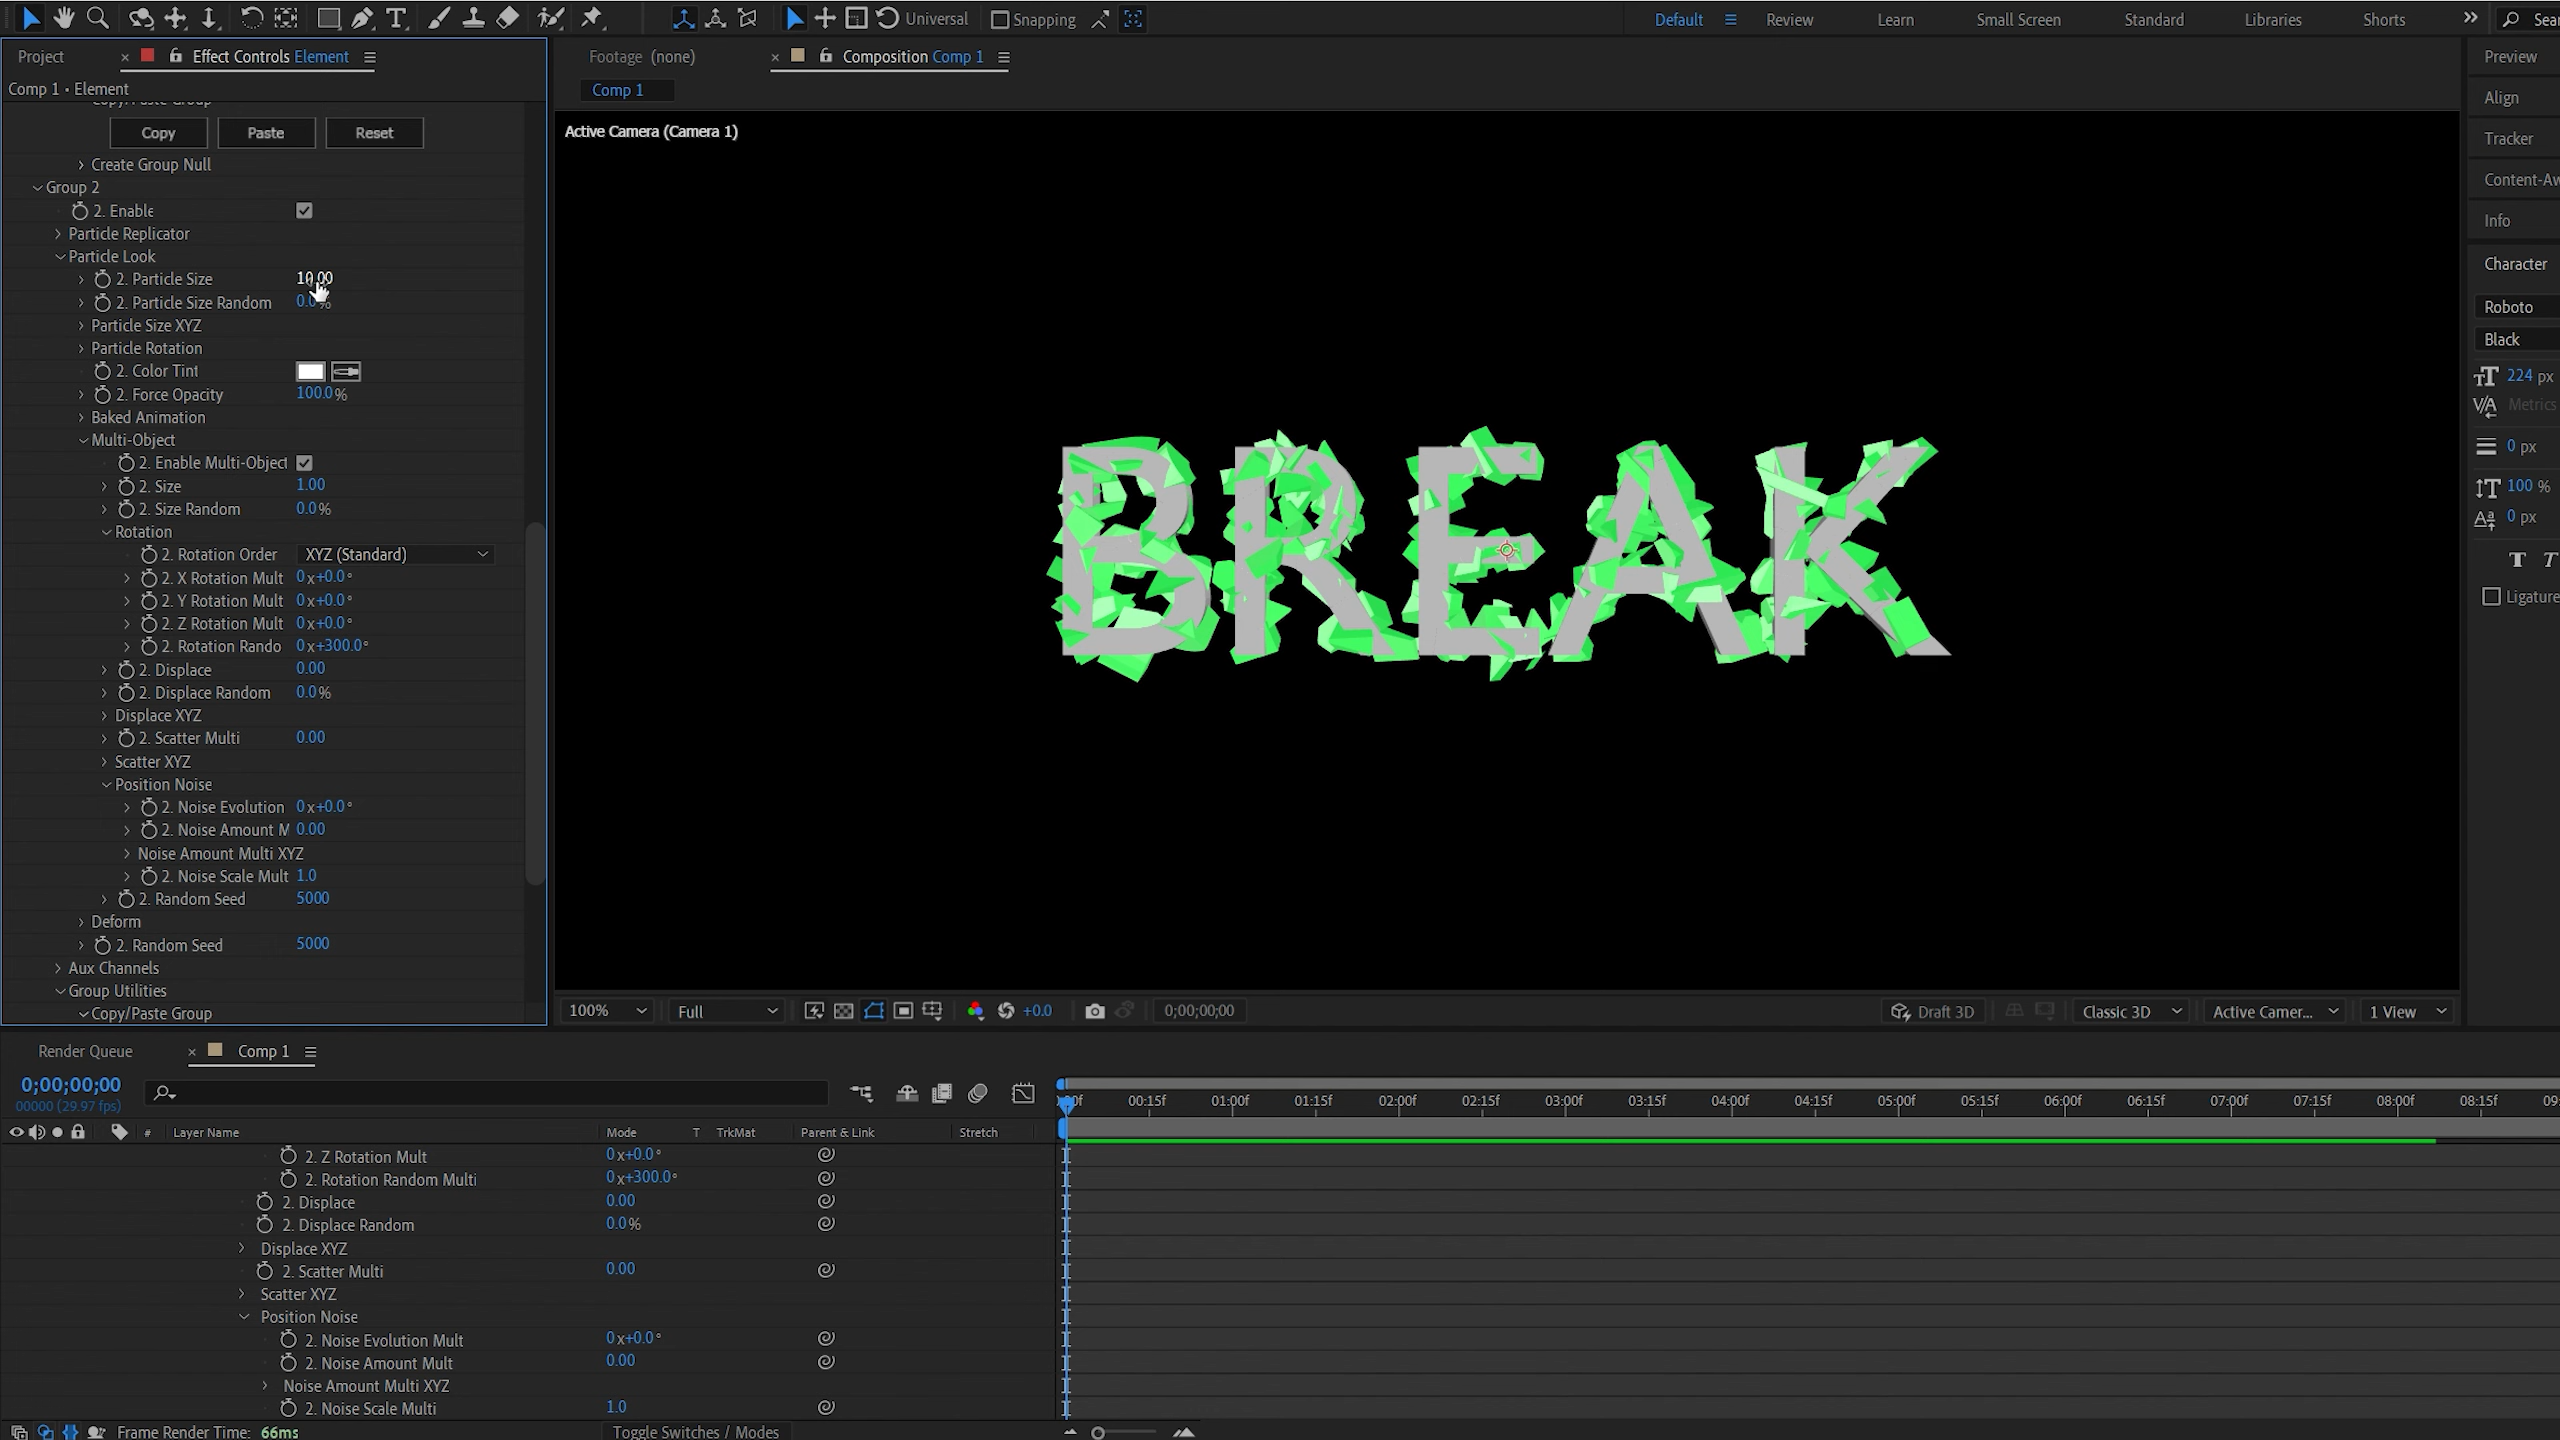 Universal
Snapping
Default
Review
Learn
Small Screen
Standard
Libraries
Shorts
Project
Effect Controls Element
Footage (none)
Composition Comp 1
Preview
Comp 1 • Element
Comp 1
Align
Copy/Paste Group
Copy
Paste
Reset
Active Camera (Camera 1)
Tracker
Create Group Null
Content-Aw
Group 2
2. Enable
Info
Particle Replicator
Particle Look
Character
2. Particle Size 10.00
2. Particle Size Random 0.0%
Roboto
Particle Size XYZ
Black
Particle Rotation
2. Color Tint
224 px
2. Force Opacity 100.0%
Metrics
Baked Animation
Multi-Object
0 px
2. Enable Multi-Object
2. Size 1.00
100 %
2. Size Random 0.0%
0 px
Rotation
2. Rotation Order XYZ (Standard)
2. X Rotation Mult 0x+0.0°
2. Y Rotation Mult 0x+0.0°
Ligature
2. Z Rotation Mult 0x+0.0°
2. Rotation Rando 0x+300.0°
2. Displace 0.00
2. Displace Random 0.0%
Displace XYZ
2. Scatter Multi 0.00
Scatter XYZ
Position Noise
2. Noise Evolution 0x+0.0°
2. Noise Amount M 0.00
Noise Amount Multi XYZ
2. Noise Scale Mult 1.0
2. Random Seed 5000
Deform
2. Random Seed 5000
Aux Channels
Group Utilities
Copy/Paste Group
BREAK
100%
Full
+0.0
0;00;00;00
Draft 3D
Classic 3D
Active Camer...
1 View
Render Queue
Comp 1
0;00;00;00
00000 (29.97 fps)
00:15f 01:00f 01:15f 02:00f 02:15f 03:00f 03:15f 04:00f 04:15f 05:00f 05:15f 06:00f 06:15f 07:00f 07:15f 08:00f 08:15f
# Layer Name Mode T TrkMat Parent & Link Stretch
2. Z Rotation Mult 0x+0.0°
2. Rotation Random Multi 0x+300.0°
2. Displace 0.00
2. Displace Random 0.0%
Displace XYZ
2. Scatter Multi 0.00
Scatter XYZ
Position Noise
2. Noise Evolution Mult 0x+0.0°
2. Noise Amount Mult 0.00
Noise Amount Multi XYZ
2. Noise Scale Multi 1.0
Frame Render Time: 66ms
Toggle Switches / Modes